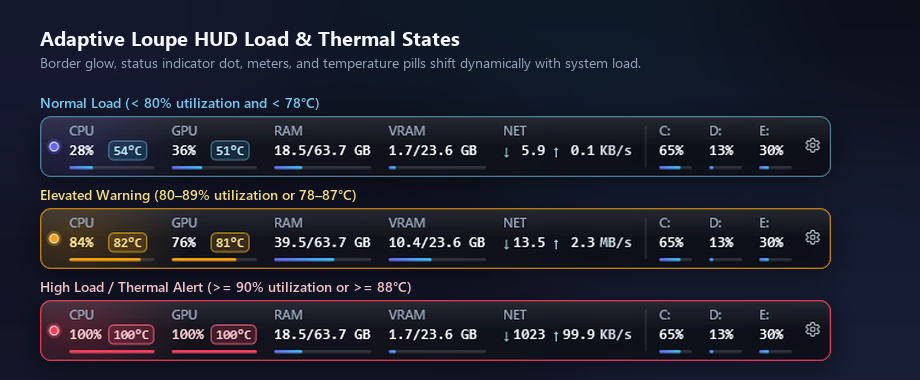 Adaptive Loupe HUD Load & Thermal States
Border glow, status indicator dot, meters, and temperature pills shift dynamically with system load.
Normal Load (< 80% utilization and < 78°C)
CPU GPU RAM VRAM NET C: D: E:
28% 54°C 36% 51°C 18.5/63.7 GB 1.7/23.6 GB ↓ 5.9 ↑ 0.1 KB/s 65% 13% 30%
Elevated Warning (80–89% utilization or 78–87°C)
CPU GPU RAM VRAM NET C: D: E:
84% 82°C 76% 81°C 39.5/63.7 GB 10.4/23.6 GB ↓13.5 ↑ 2.3 MB/s 65% 13% 30%
High Load / Thermal Alert (>= 90% utilization or >= 88°C)
CPU GPU RAM VRAM NET C: D: E:
100% 100°C 100% 100°C 18.5/63.7 GB 1.7/23.6 GB ↓1023 ↑99.9 KB/s 65% 13% 30%